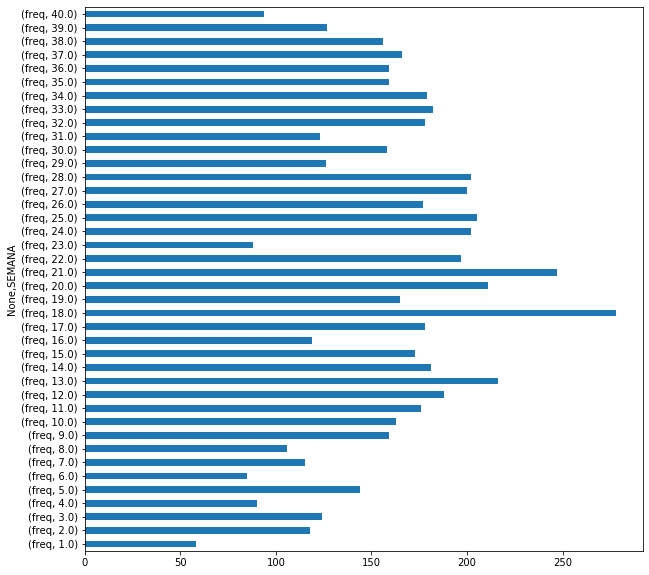 (freq, 40.0)
(freq, 39.0)
(freq, 38.0)
(freq, 37.0)
(freq, 36.0)
(freq, 35.0)
(freq, 34.0)
(freq, 33.0)
(freq, 32.0)
(freq, 31.0)
(freq, 30.0)
(freq, 29.0)
(freq, 28.0)
(freq, 27.0)
(freq, 26.0)
(freq, 25.0)
(freq, 24.0)
(freq, 23.0)
(freq, 22.0)
(freq, 21.0)
(freq, 20.0)
(freq, 19.0)
(freq, 18.0)
(freq, 17.0)
(freq, 16.0)
(freq, 15.0)
(freq, 14.0)
(freq, 13.0)
(freq, 12.0)
(freq, 11.0)
(freq, 10.0)
(freq, 9.0)
(freq, 8.0)
(freq, 7.0)
(freq, 6.0)
(freq, 5.0)
(freq, 4.0)
(freq, 3.0)
(freq, 2.0)
(freq, 1.0)
None,SEMANA
0 50 100 150 200 250